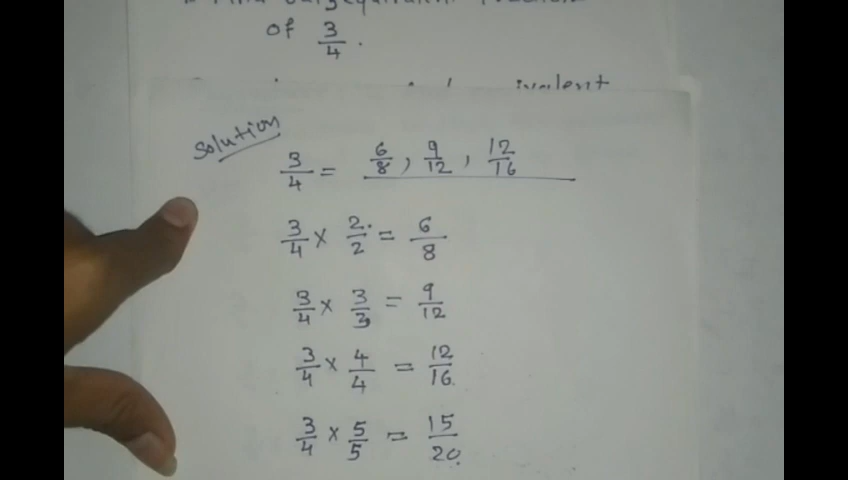 of 3/4.
Solution
3/4 = 6/8, 9/12, 12/16
3/4 × 2/2 = 6/8
3/4 × 3/3 = 9/12
3/4 × 4/4 = 12/16
3/4 × 5/5 = 15/20